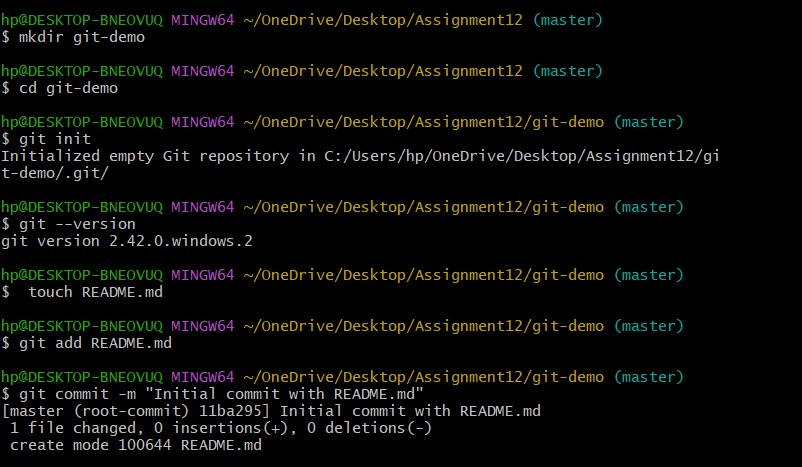 hp@DESKTOP-BNEOVUQ MINGW64 ~/OneDrive/Desktop/Assignment12 (master)
$ mkdir git-demo
hp@DESKTOP-BNEOVUQ MINGW64 ~/OneDrive/Desktop/Assignment12 (master)
$ cd git-demo
hp@DESKTOP-BNEOVUQ MINGW64 ~/OneDrive/Desktop/Assignment12/git-demo (master)
$ git init
Initialized empty Git repository in C:/Users/hp/OneDrive/Desktop/Assignment12/gi
t-demo/.git/
hp@DESKTOP-BNEOVUQ MINGW64 ~/OneDrive/Desktop/Assignment12/git-demo (master)
$ git --version
git version 2.42.0.windows.2
hp@DESKTOP-BNEOVUQ MINGW64 ~/OneDrive/Desktop/Assignment12/git-demo (master)
$  touch README.md
hp@DESKTOP-BNEOVUQ MINGW64 ~/OneDrive/Desktop/Assignment12/git-demo (master)
$ git add README.md
hp@DESKTOP-BNEOVUQ MINGW64 ~/OneDrive/Desktop/Assignment12/git-demo (master)
$ git commit -m "Initial commit with README.md"
[master (root-commit) 11ba295] Initial commit with README.md
 1 file changed, 0 insertions(+), 0 deletions(-)
 create mode 100644 README.md